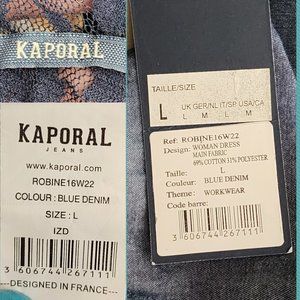 KAPORAL
KAPORAL
JEANS
www.kaporal.com
ROBINE16W22
COLOUR : BLUE DENIM
SIZE : L
IZD
3 606744 267111
---DESIGNED IN FRANCE---
TAILLE/SIZE
L
UK GER/NL IT/SP USA/CA
L L M M
Ref: ROBINE16W22
Design: WOMAN DRESS
MAIN FABRIC
69% COTTON 31% POLYESTER
Taille: L
Couleur: BLUE DENIM
Theme: WORKWEAR
Code barre:
3 606744 267111